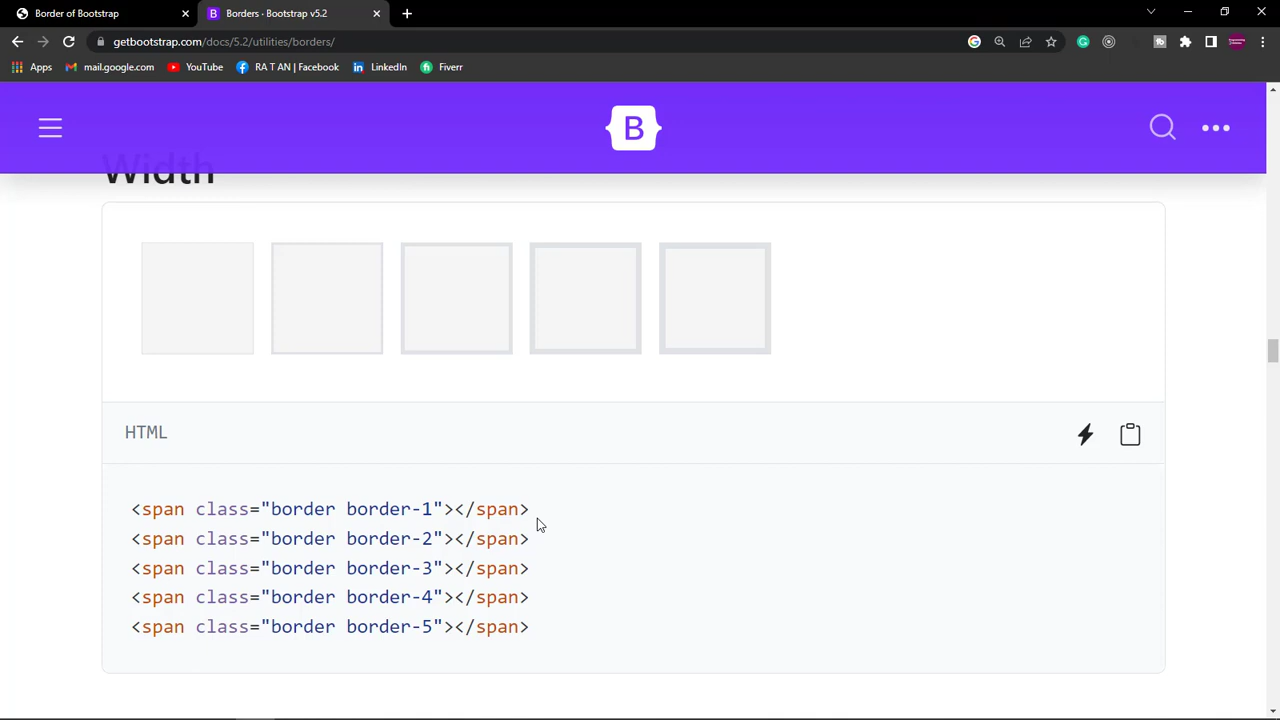 Border of Bootstrap
Borders · Bootstrap v5.2
getbootstrap.com/docs/5.2/utilities/borders/
Apps
mail.google.com
YouTube
RA T AN | Facebook
LinkedIn
Fiverr
B
Width
HTML
<span class="border border-1"></span>
<span class="border border-2"></span>
<span class="border border-3"></span>
<span class="border border-4"></span>
<span class="border border-5"></span>